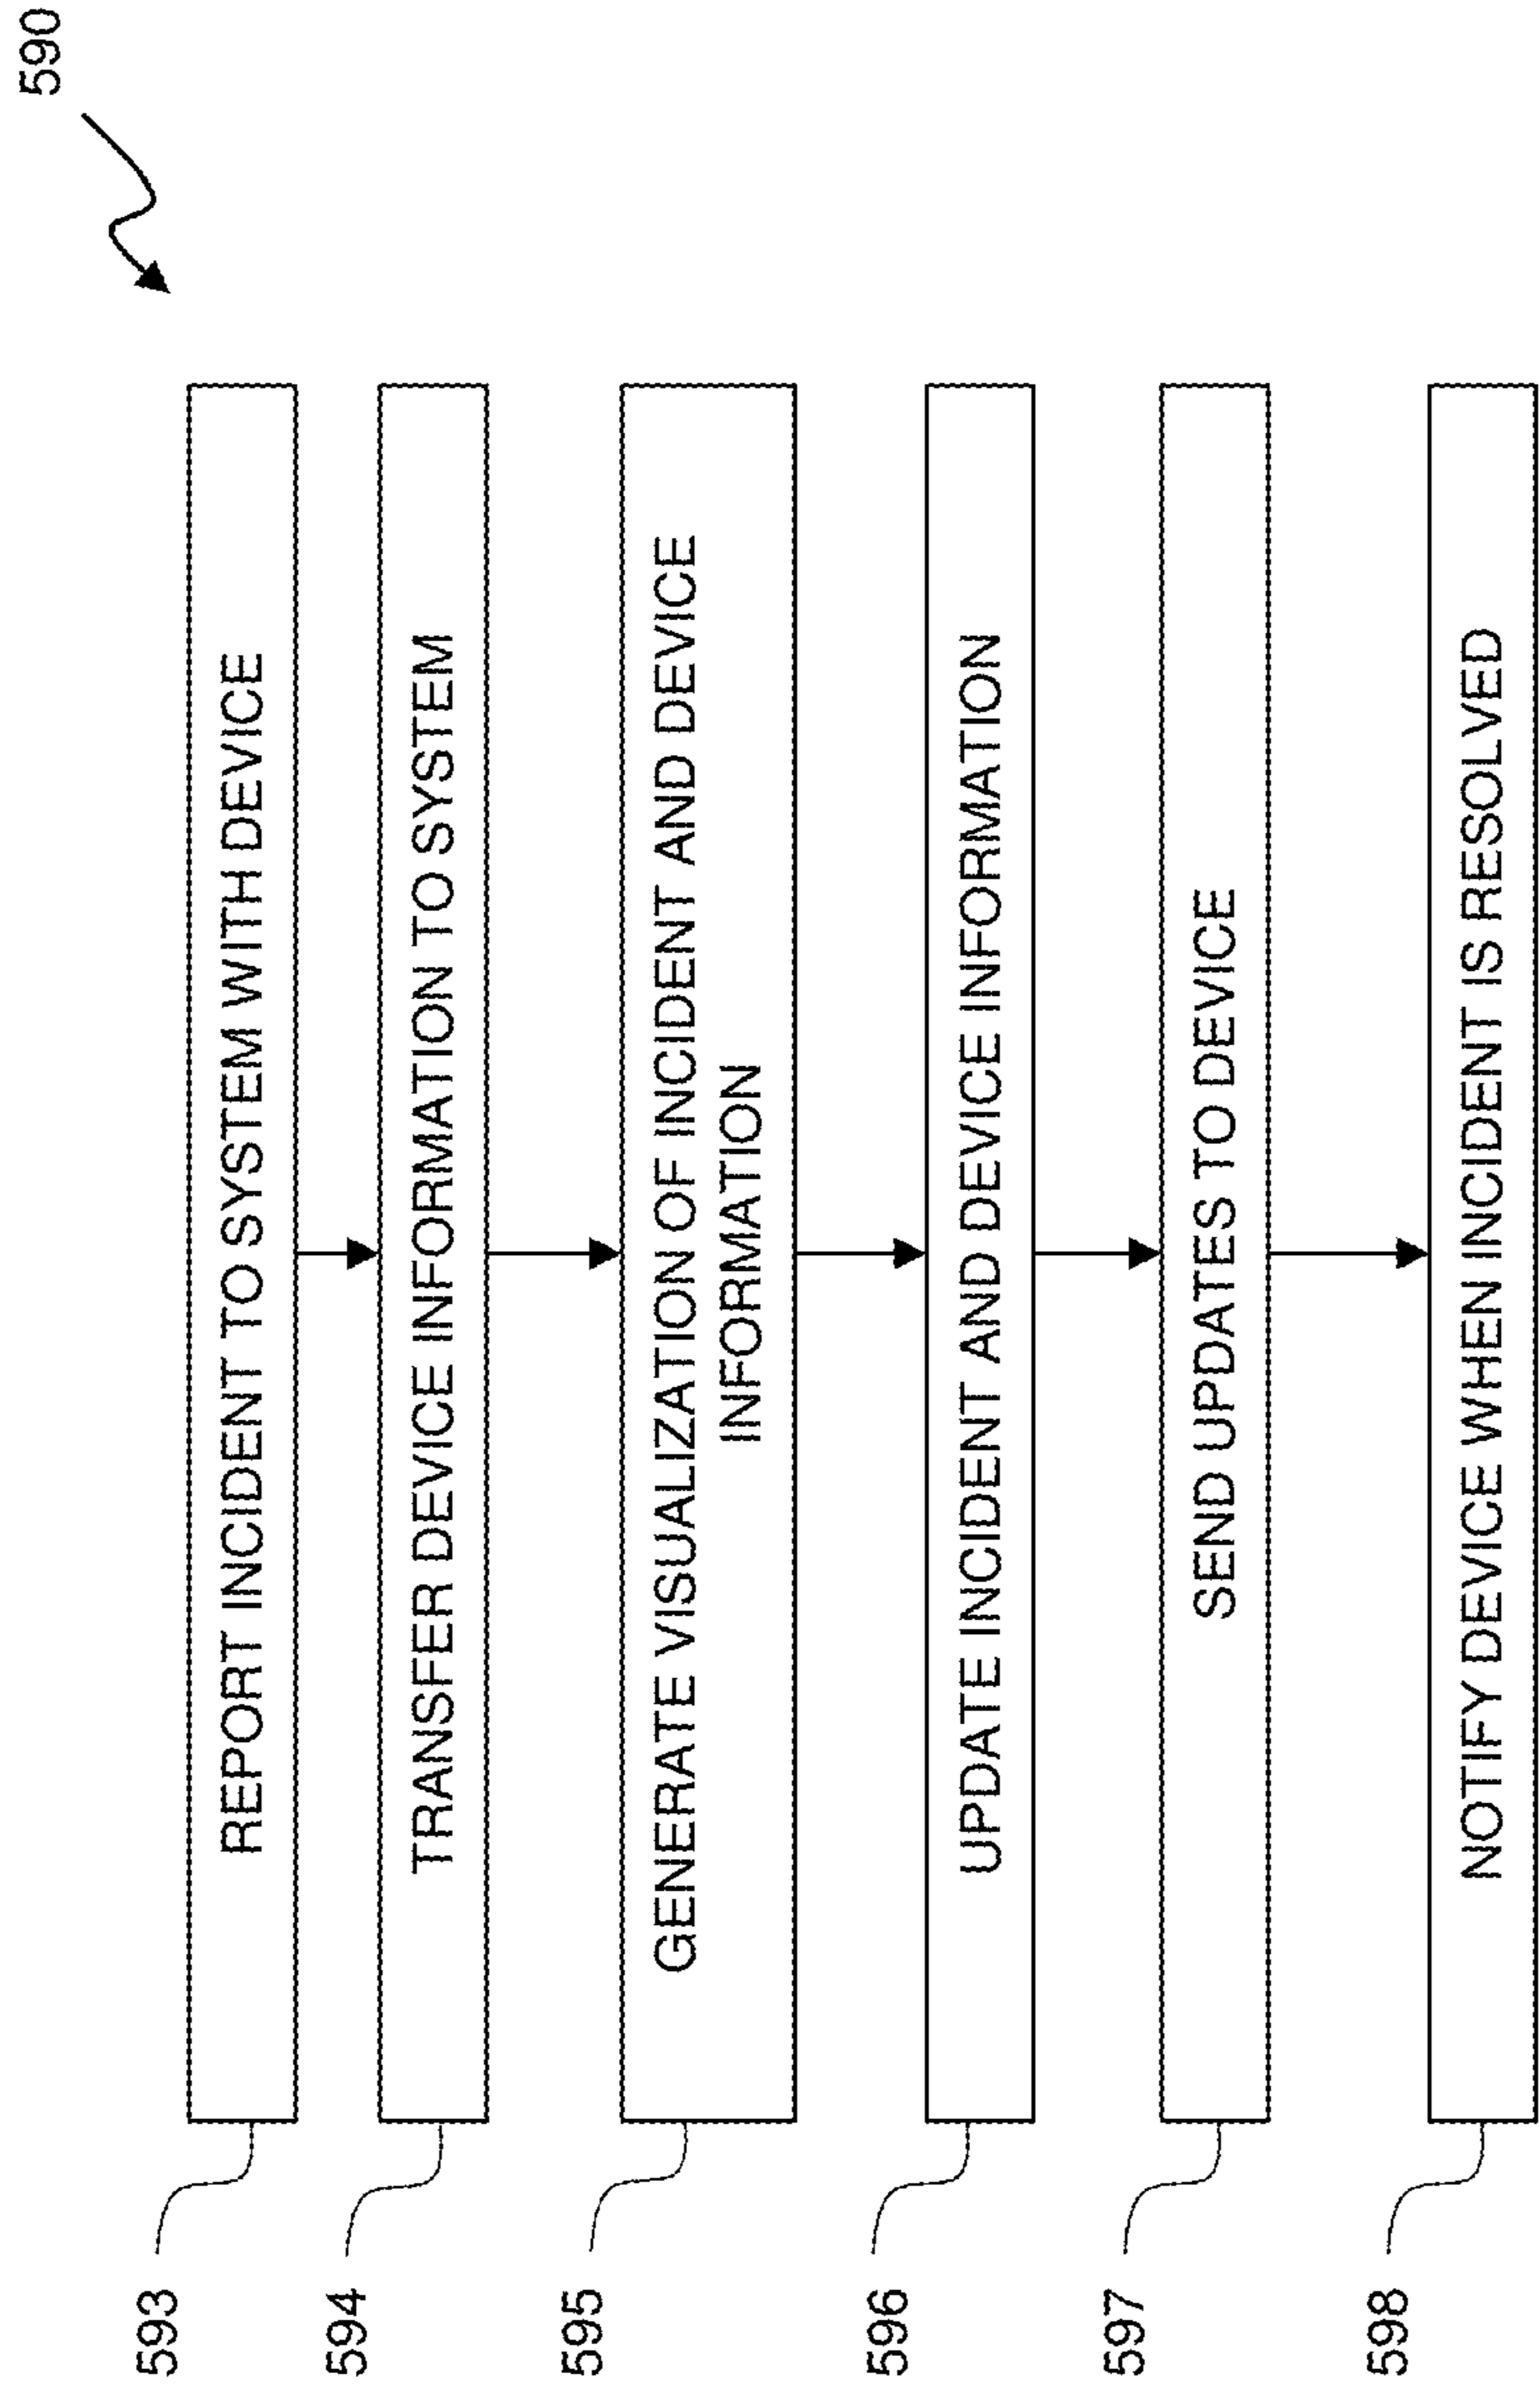 590
593
REPORT INCIDENT TO SYSTEM WITH DEVICE
594
TRANSFER DEVICE INFORMATION TO SYSTEM
595
GENERATE VISUALIZATION OF INCIDENT AND DEVICE
INFORMATION
596
UPDATE INCIDENT AND DEVICE INFORMATION
597
SEND UPDATES TO DEVICE
598
NOTIFY DEVICE WHEN INCIDENT IS RESOLVED